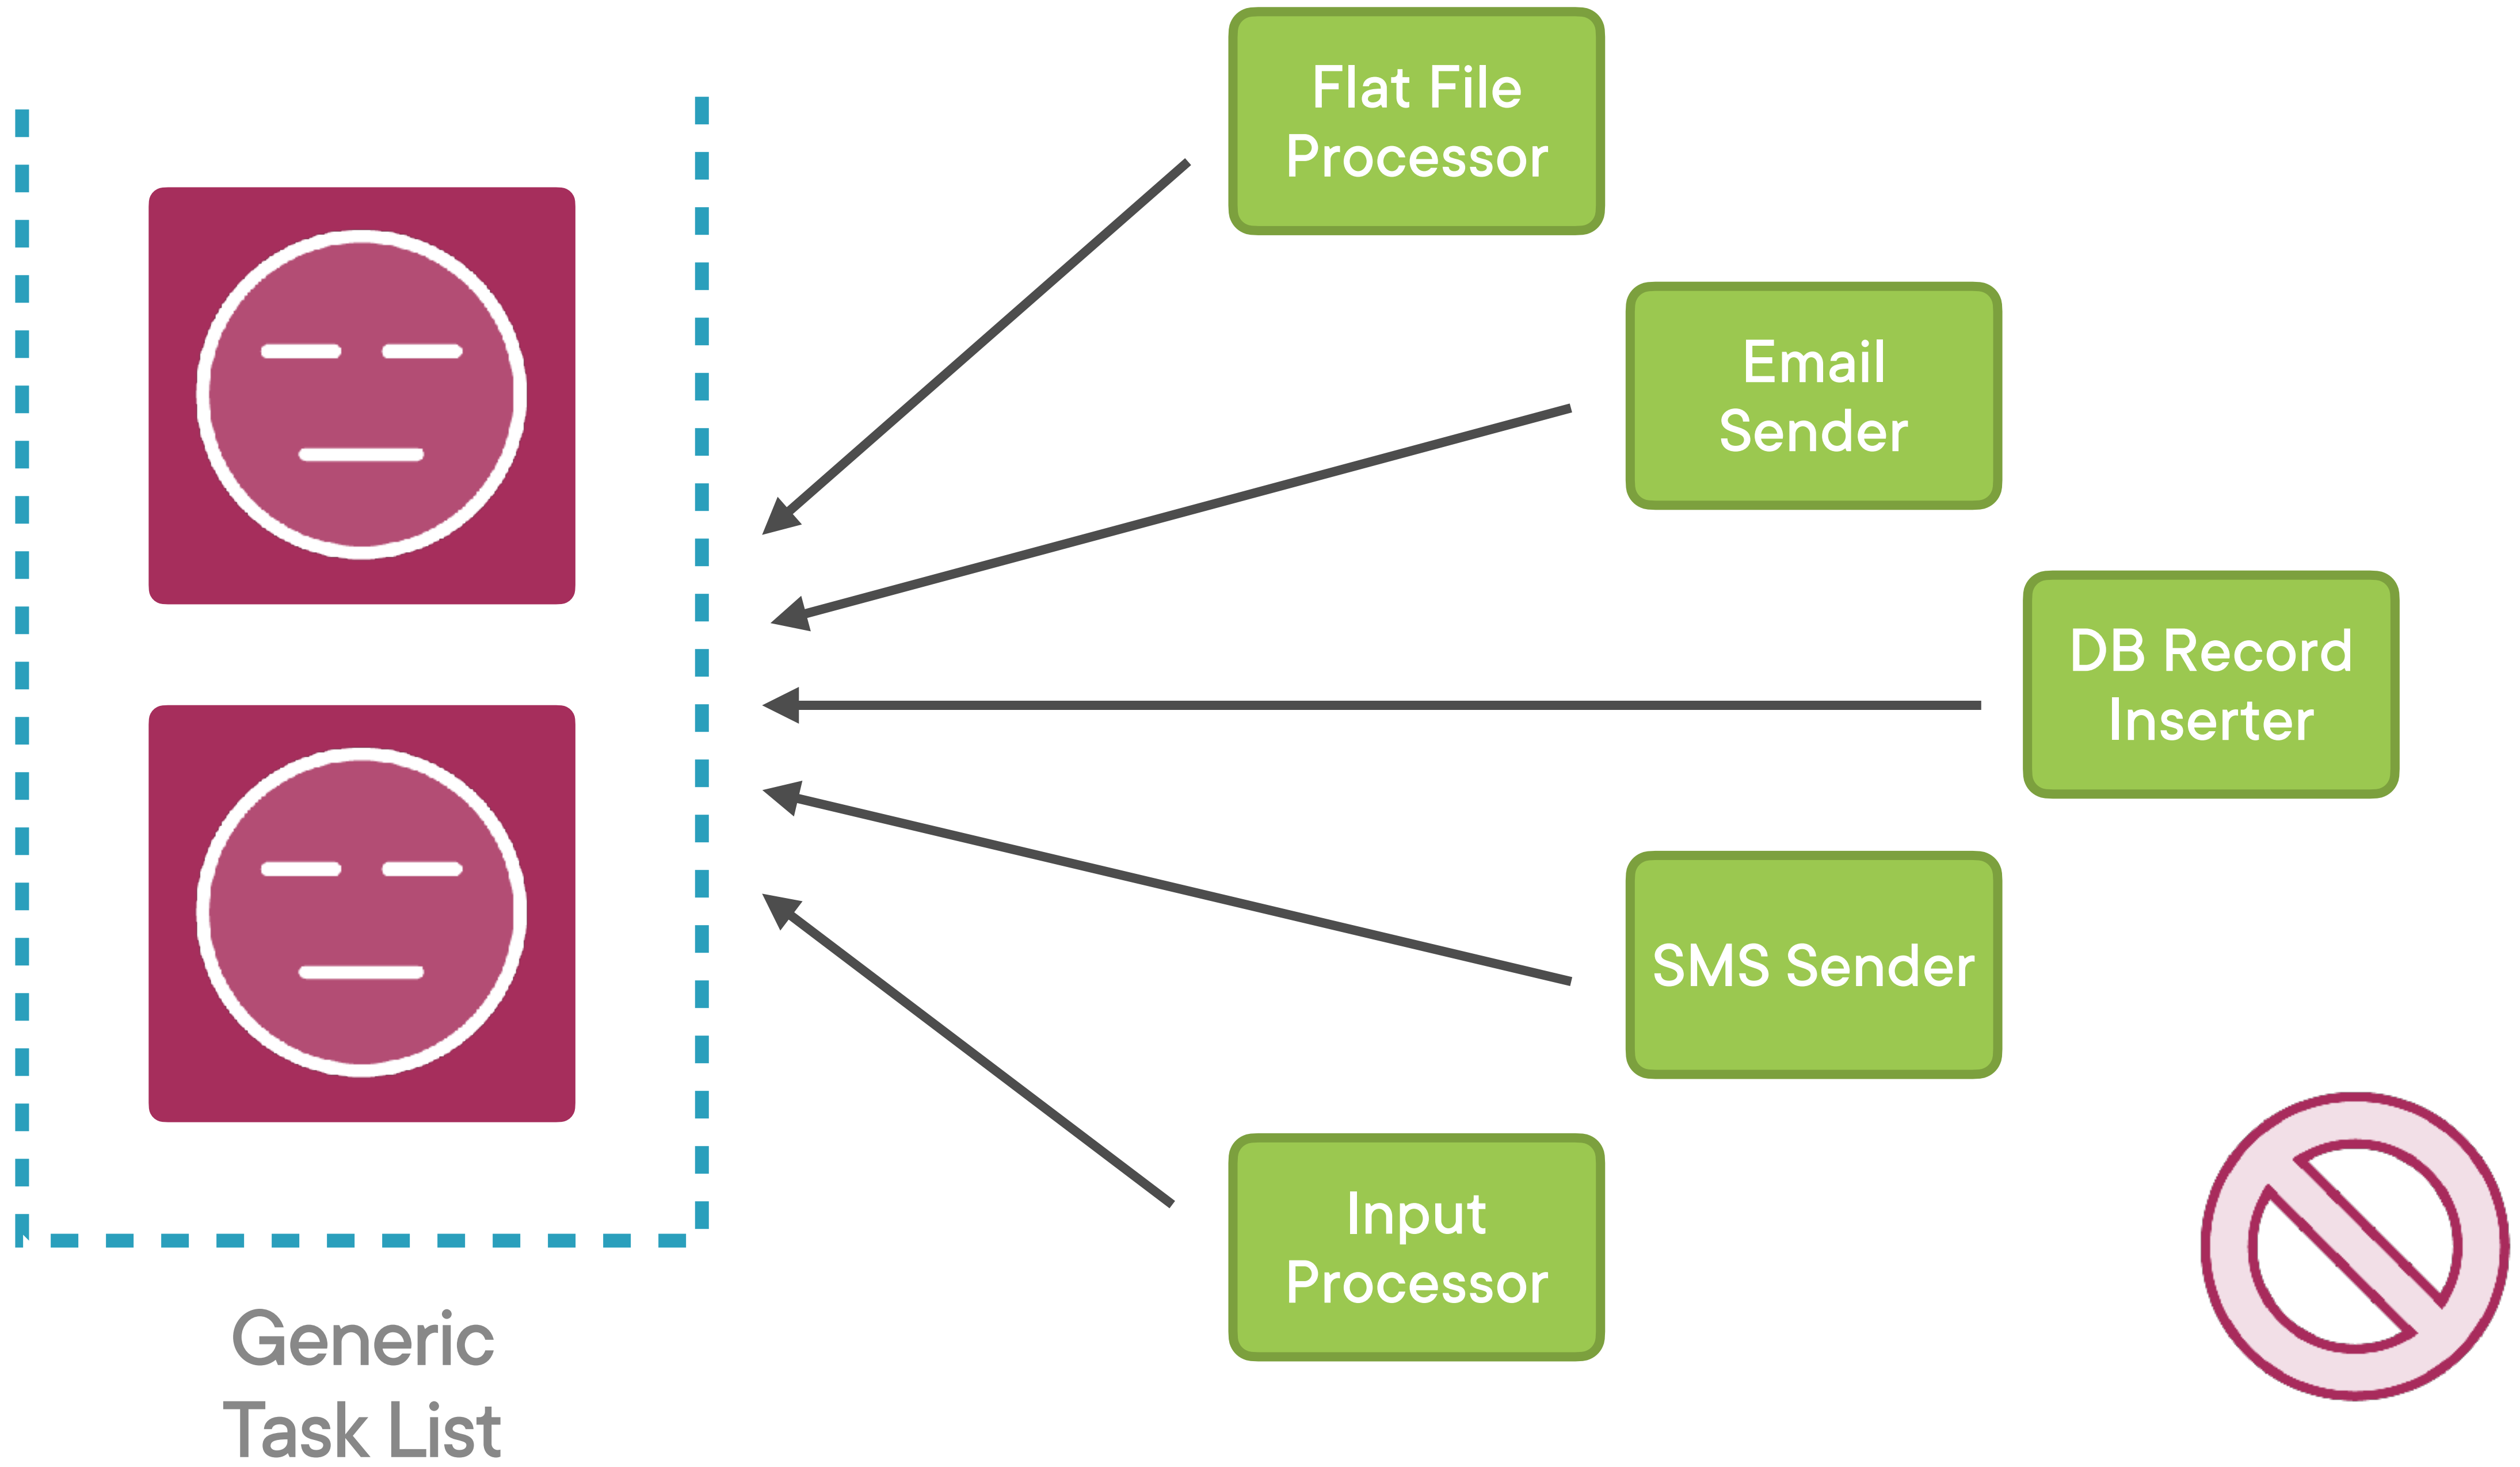 Flat File
Processor
Email
Sender
DB Record
Inserter
SMS Sender
Input
Processor
Generic
Task List